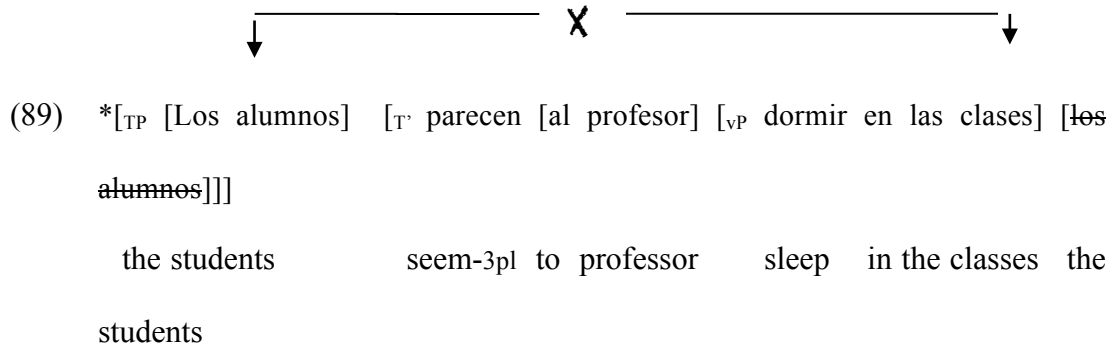 X
(89) *[TP [Los alumnos] [T’ parecen [al profesor] [vP dormir en las clases] [los
alumnos]]]
the students seem-3pl to professor sleep in the classes the
students